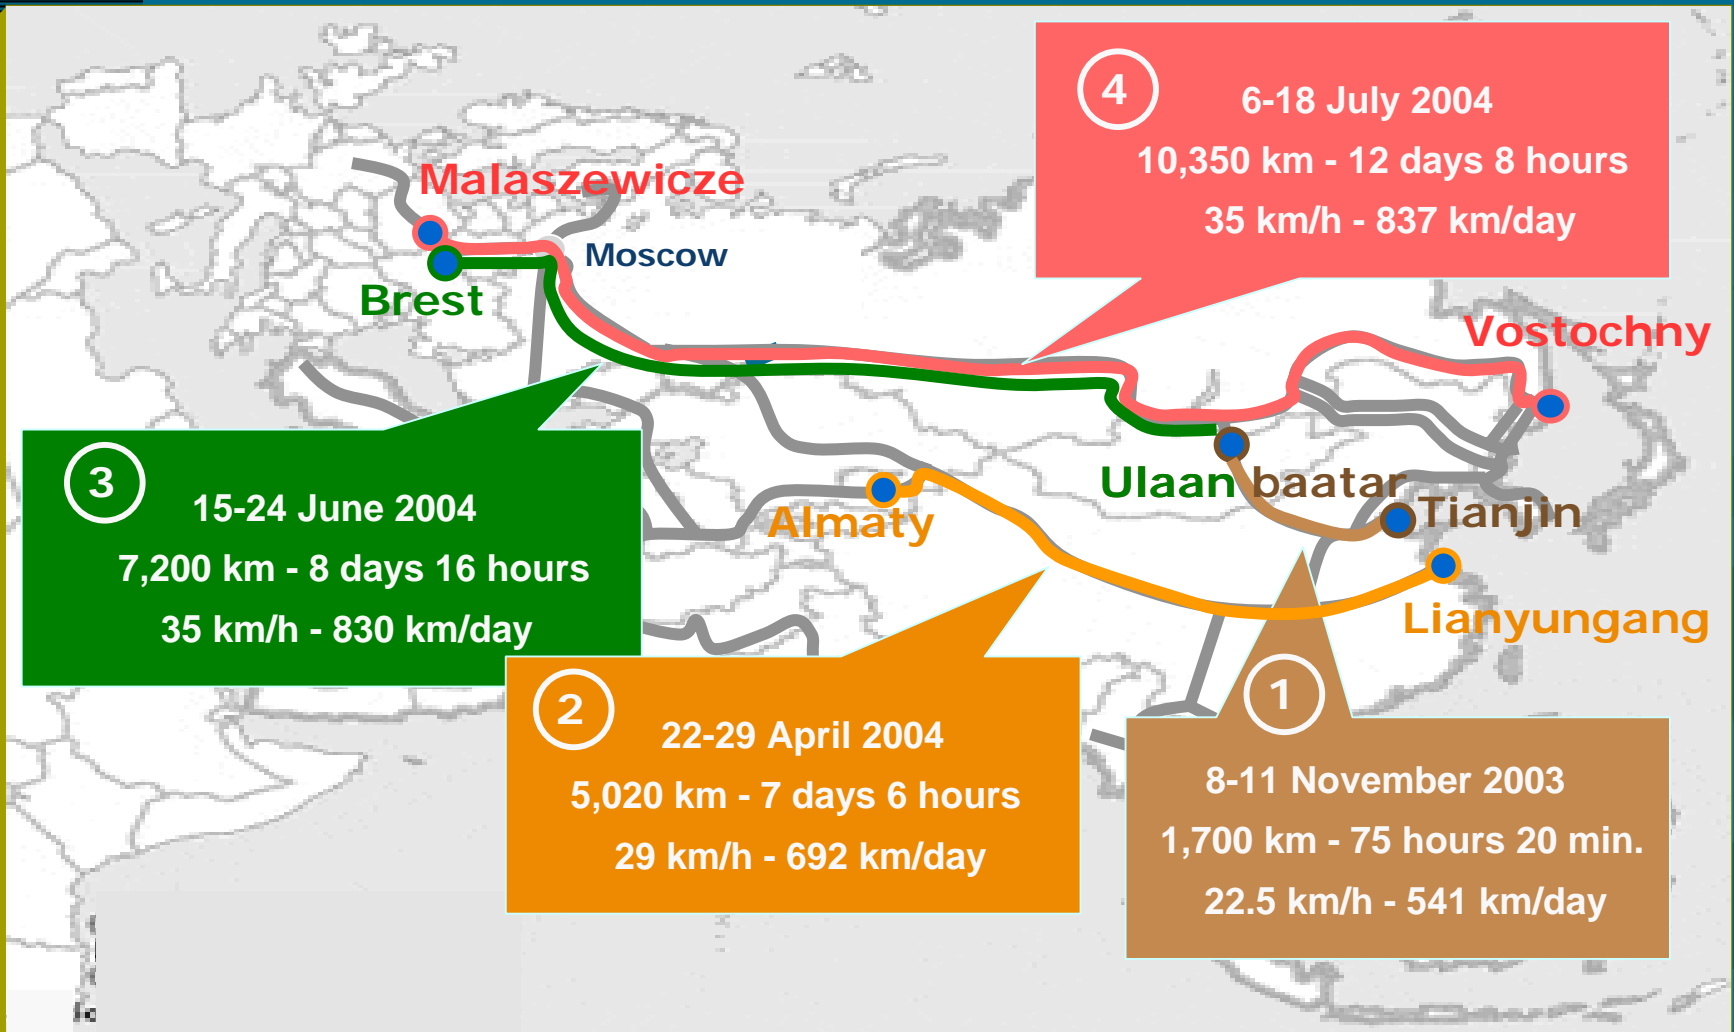 4
6-18 July 2004
10,350 km - 12 days 8 hours
35 km/h - 837 km/day
Malaszewicze
Moscow
Brest
Vostochny
3
15-24 June 2004
7,200 km - 8 days 16 hours
35 km/h - 830 km/day
Ulaan baatar
Tianjin
Almaty
Lianyungang
2
22-29 April 2004
5,020 km - 7 days 6 hours
29 km/h - 692 km/day
1
8-11 November 2003
1,700 km - 75 hours 20 min.
22.5 km/h - 541 km/day